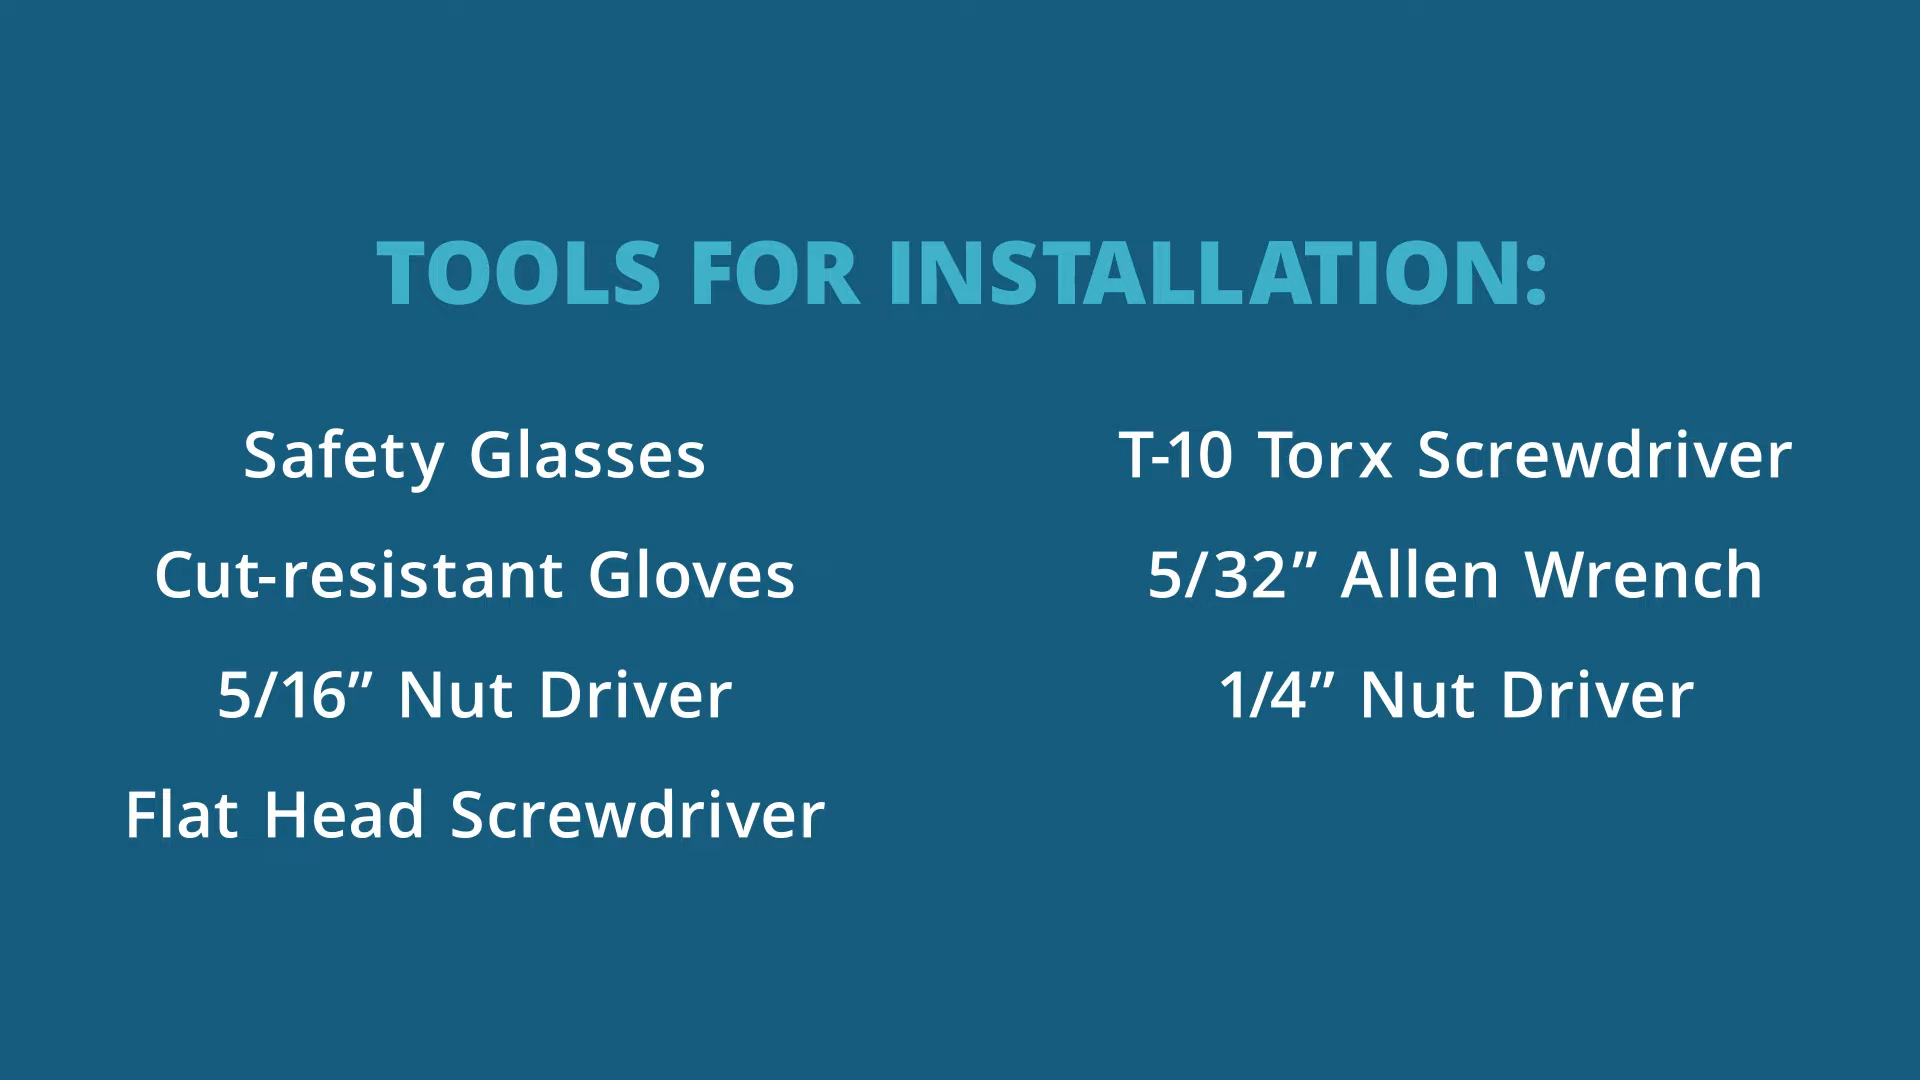 TOOLS FOR INSTALLATION:
Safety Glasses
Cut-resistant Gloves
5/16” Nut Driver
Flat Head Screwdriver
T-10 Torx Screwdriver
5/32” Allen Wrench
1/4” Nut Driver